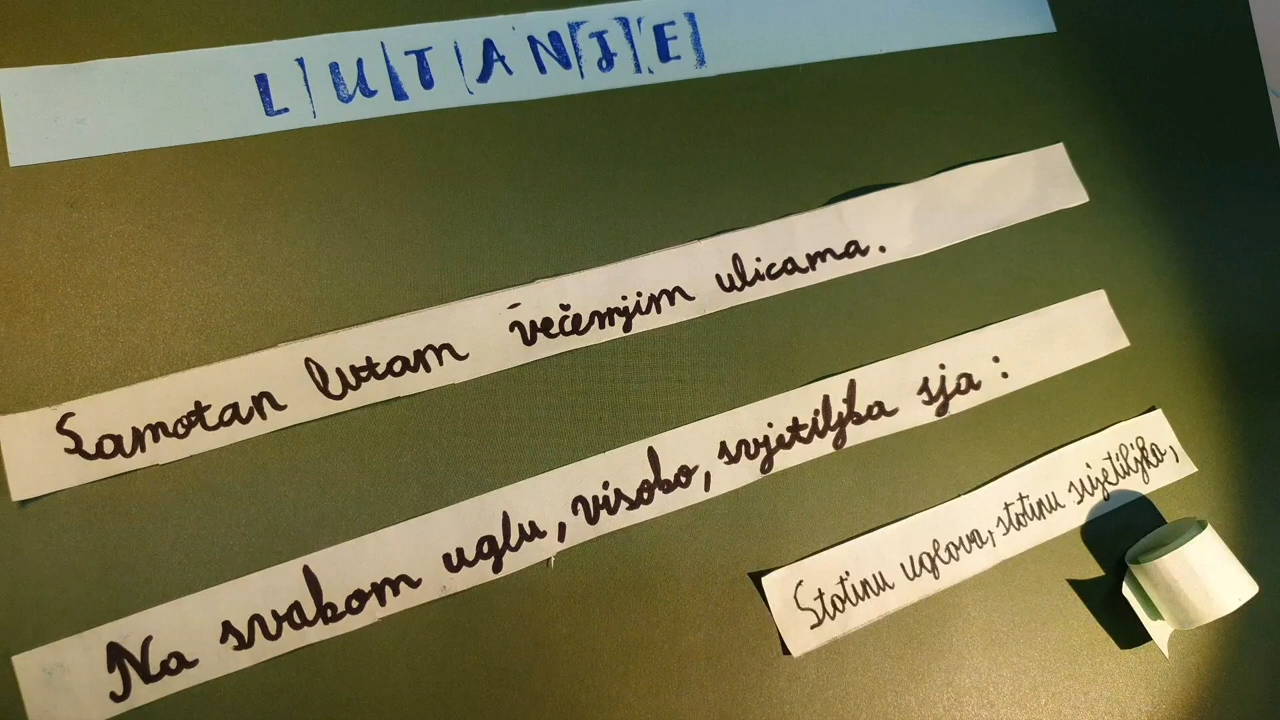 LUTANJE
Samotan lutam večernjim ulicama.
Na svakom uglu, visoko, svjetiljka sja:
Stotinu uglova, stotinu svjetiljka,